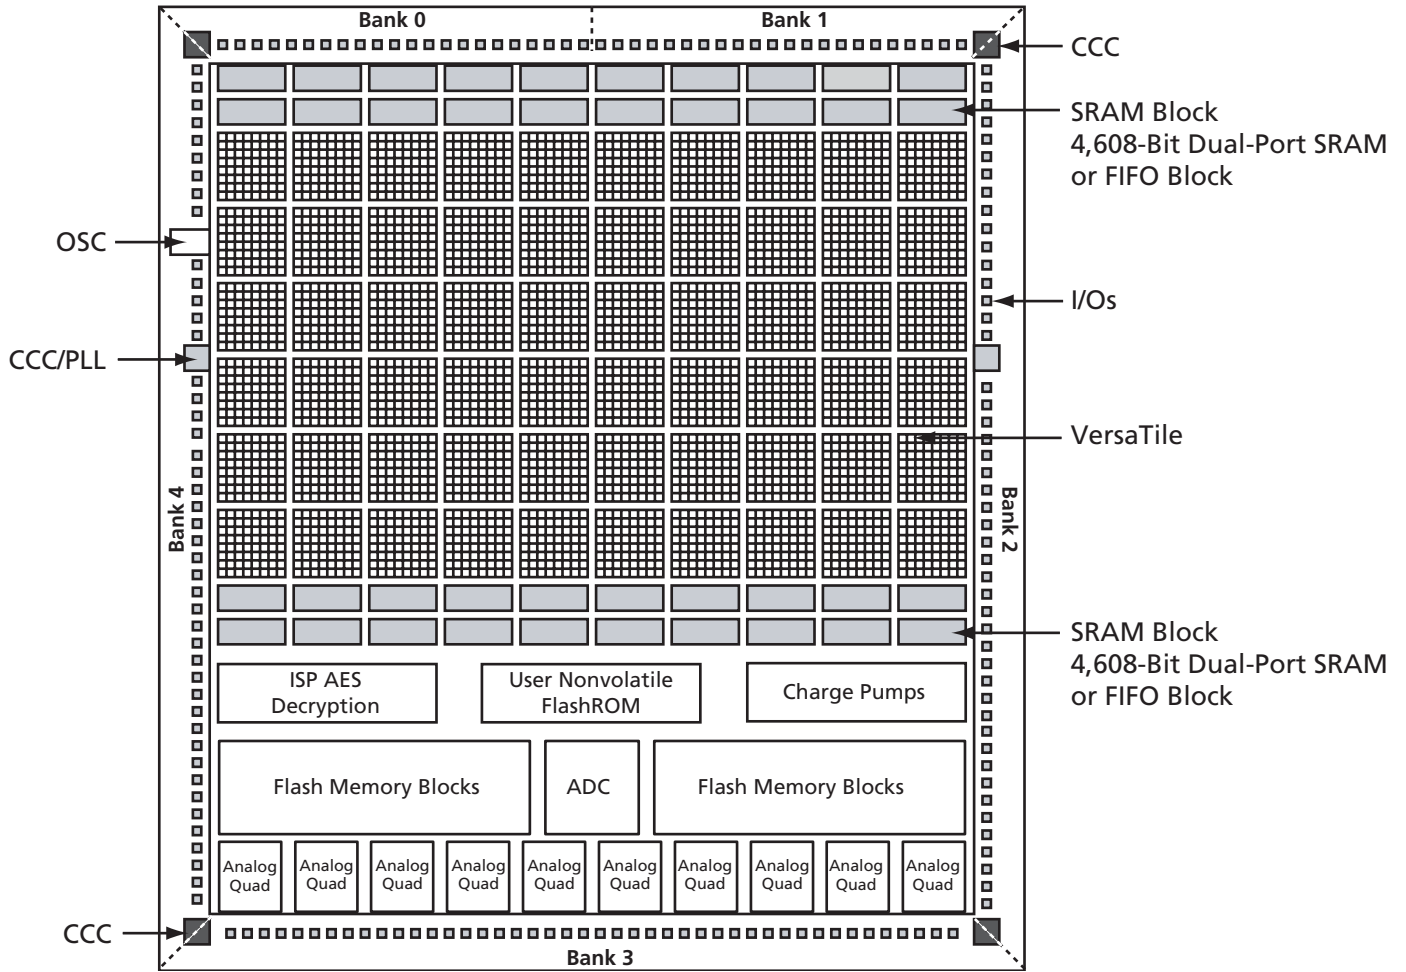 Bank 0
Bank 1
CCC
SRAM Block
4,608-Bit Dual-Port SRAM
or FIFO Block
OSC
I/Os
CCC/PLL
VersaTile
Bank 4
Bank 2
SRAM Block
4,608-Bit Dual-Port SRAM
or FIFO Block
ISP AES
Decryption
User Nonvolatile
FlashROM
Charge Pumps
Flash Memory Blocks
ADC
Flash Memory Blocks
Analog
Quad
Analog
Quad
Analog
Quad
Analog
Quad
Analog
Quad
Analog
Quad
Analog
Quad
Analog
Quad
Analog
Quad
Analog
Quad
CCC
Bank 3